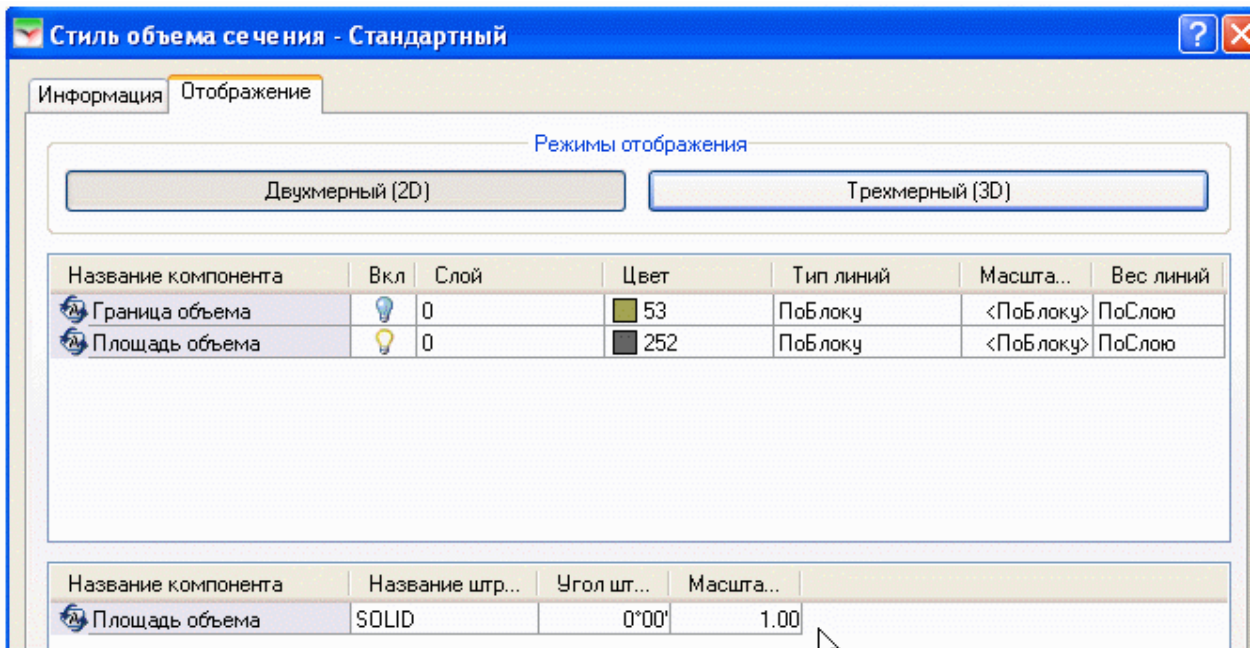 Стиль объема сечения - Стандартный
Информация Отображение
Режимы отображения
Двухмерный (2D) Трехмерный (3D)
Название компонента Вкл Слой Цвет Тип линий Масшта... Вес линий
Граница объема 0 53 ПоБлоку <ПоБлоку> ПоСлою
Площадь объема 0 252 ПоБлоку <ПоБлоку> ПоСлою
Название компонента Название штр... Угол шт... Масшта...
Площадь объема SOLID 0°00' 1.00